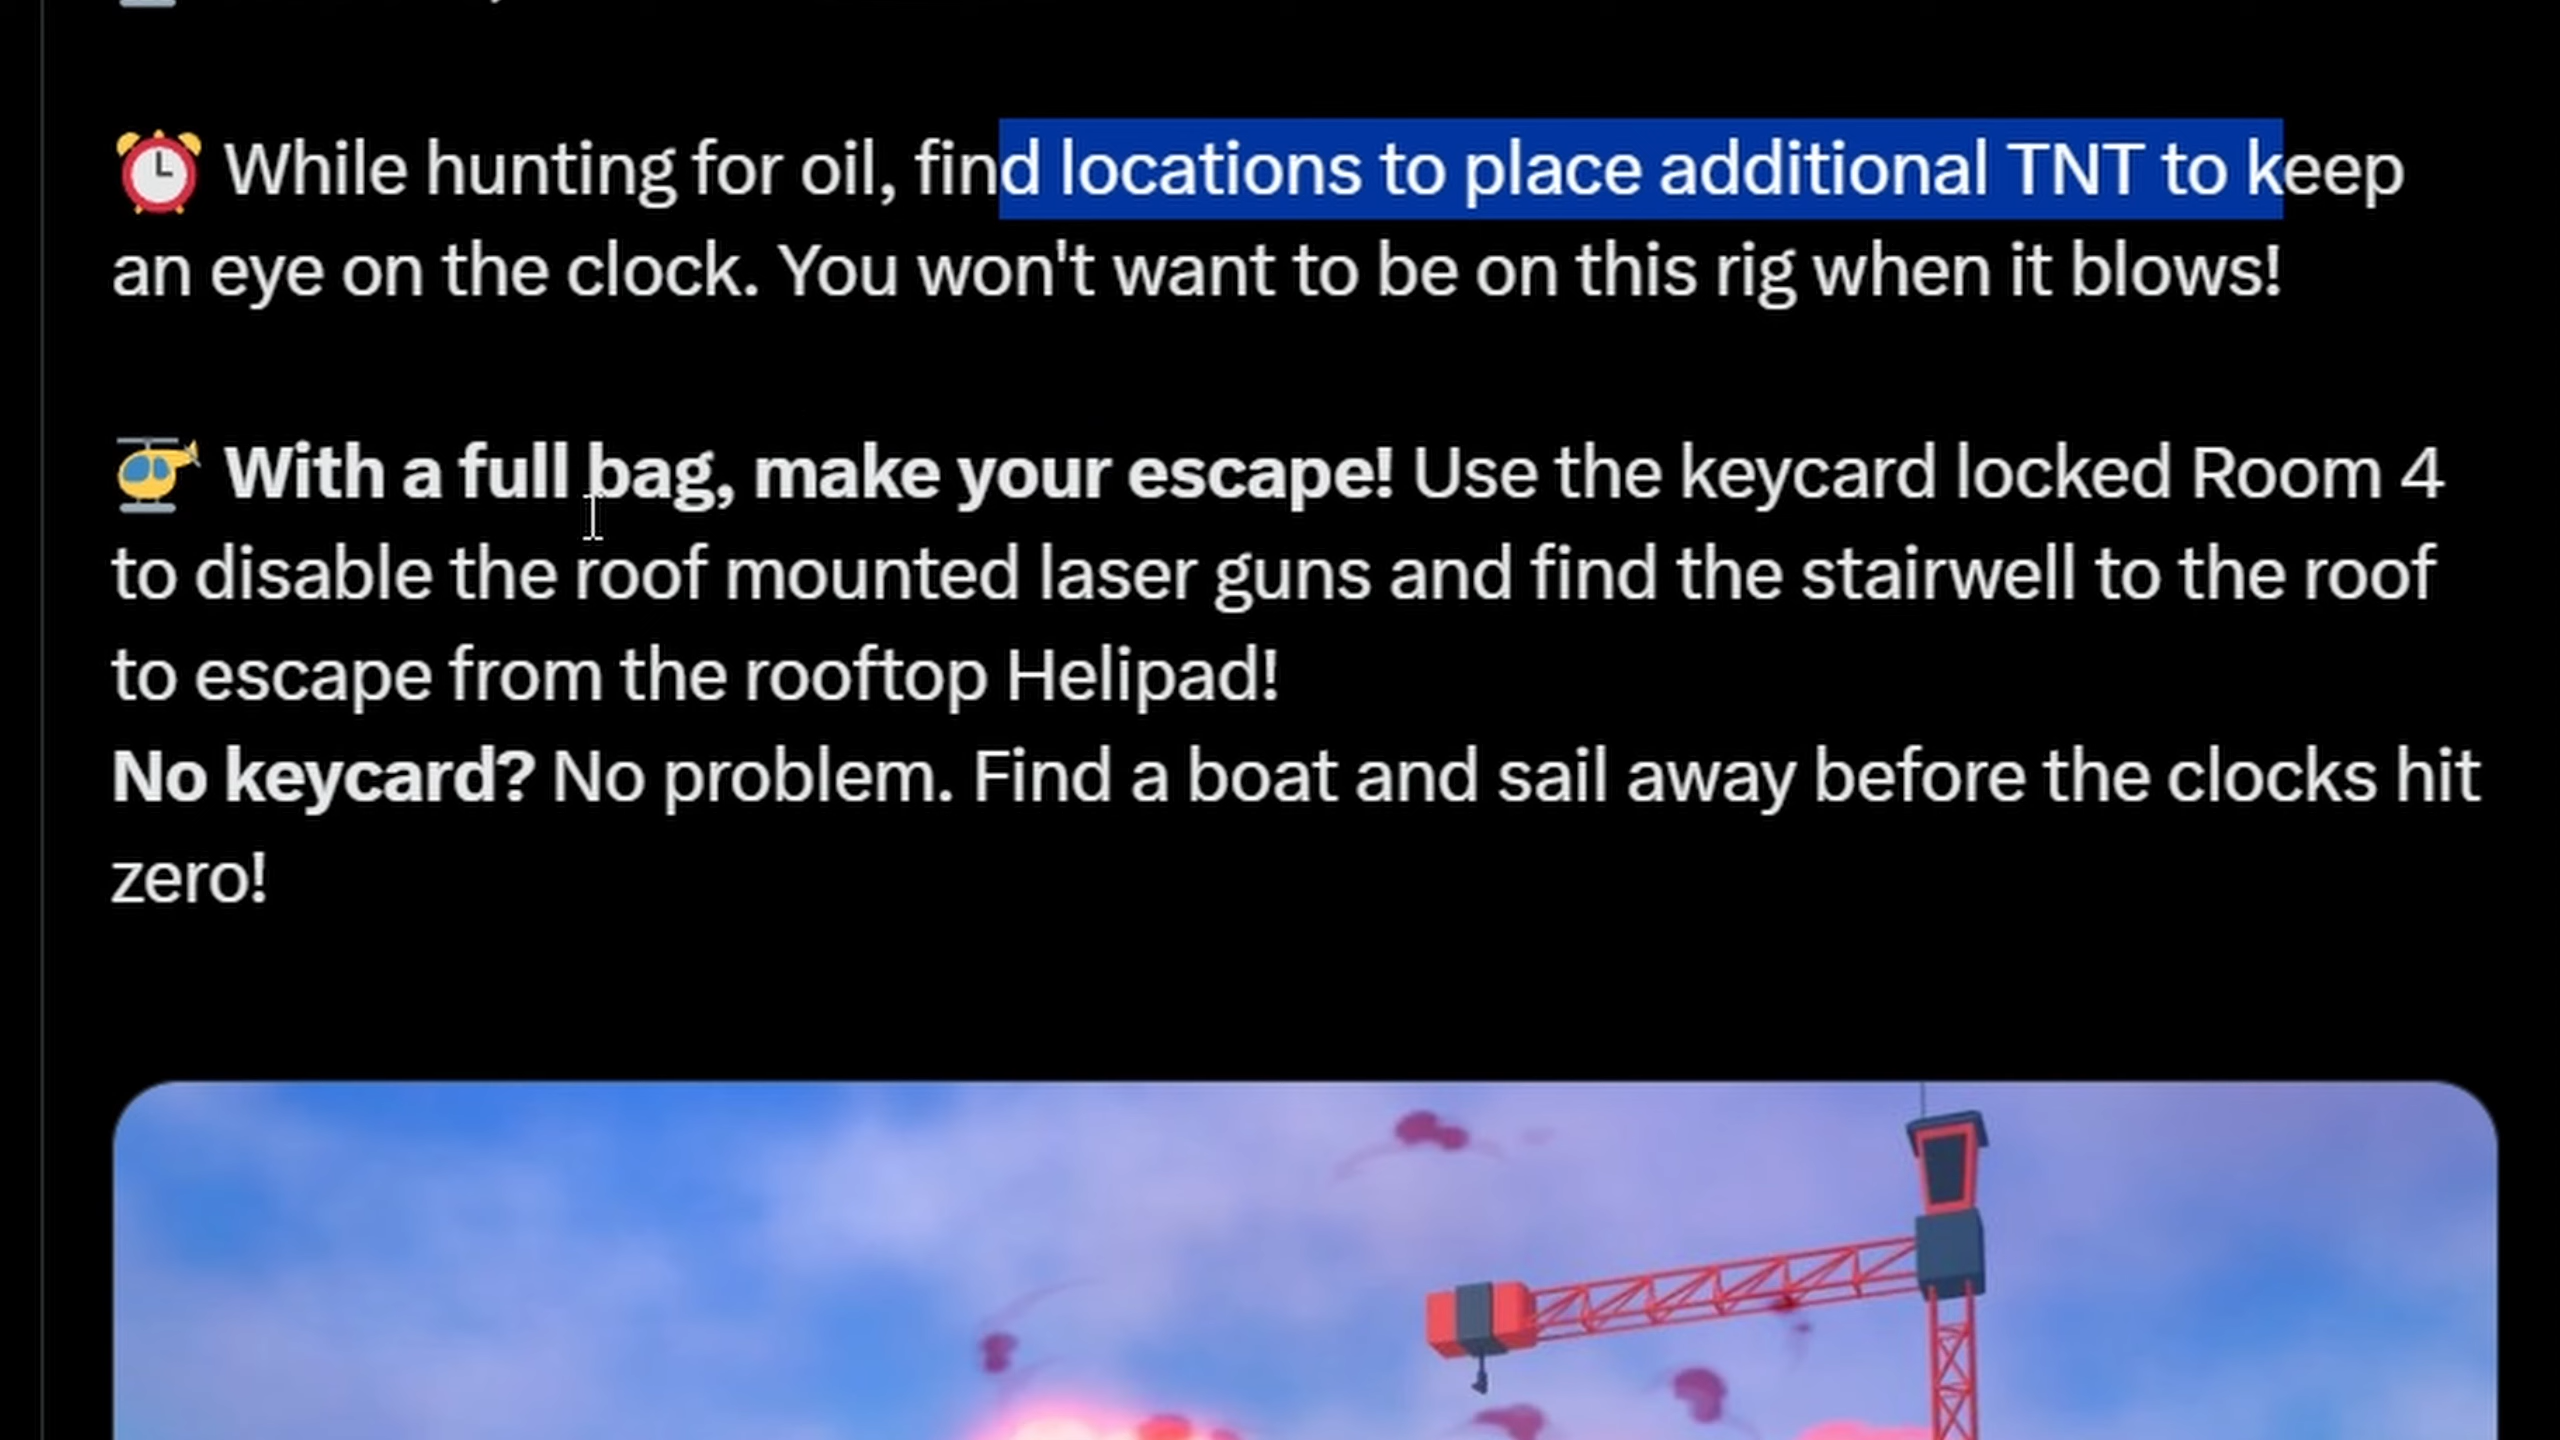 While hunting for oil, find locations to place additional TNT to keep
an eye on the clock. You won't want to be on this rig when it blows!
With a full bag, make your escape! Use the keycard locked Room 4
to disable the roof mounted laser guns and find the stairwell to the roof
to escape from the rooftop Helipad!
No keycard? No problem. Find a boat and sail away before the clocks hit
zero!